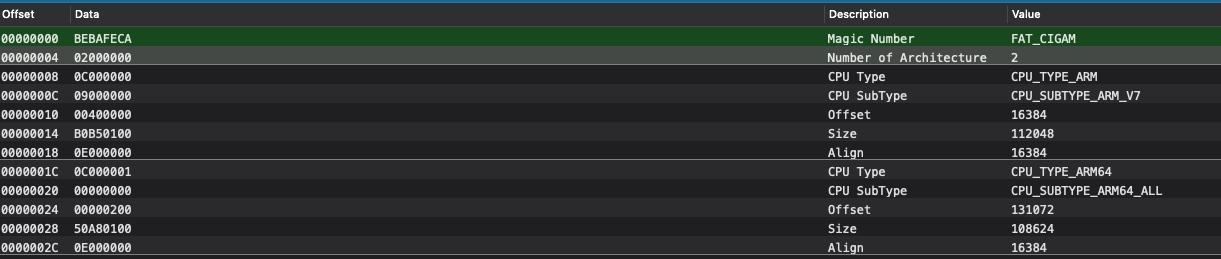 Offset Data Description Value
00000000 BEBAFECA Magic Number FAT_CIGAM
00000004 02000000 Number of Architecture 2
00000008 0C000000 CPU Type CPU_TYPE_ARM
0000000C 09000000 CPU SubType CPU_SUBTYPE_ARM_V7
00000010 00400000 Offset 16384
00000014 B0B50100 Size 112048
00000018 0E000000 Align 16384
0000001C 0C000001 CPU Type CPU_TYPE_ARM64
00000020 00000000 CPU SubType CPU_SUBTYPE_ARM64_ALL
00000024 00000200 Offset 131072
00000028 50A80100 Size 108624
0000002C 0E000000 Align 16384